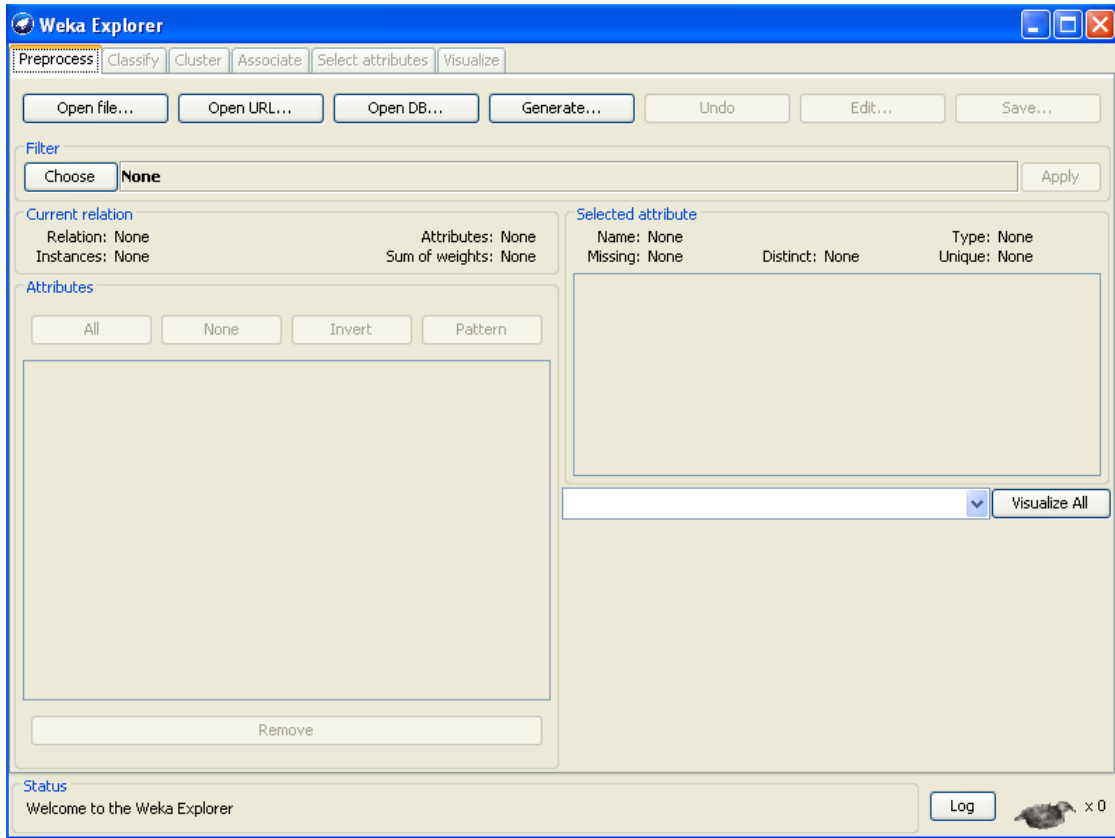 Weka Explorer
Preprocess Classify Cluster Associate Select attributes Visualize
Open file... Open URL... Open DB... Generate... Undo Edit... Save...
Filter
Choose None Apply
Current relation
Relation: None Attributes: None
Instances: None Sum of weights: None
Selected attribute
Name: None Type: None
Missing: None Distinct: None Unique: None
Attributes
All None Invert Pattern
Visualize All
Remove
Status
Welcome to the Weka Explorer
Log x 0